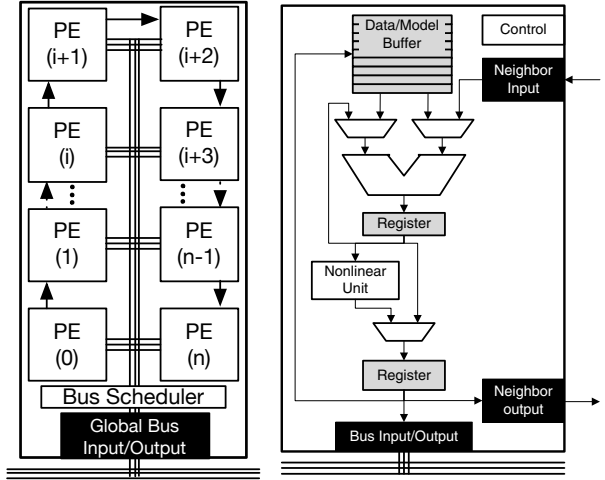 PE
(i+1)
PE
(i+2)
PE
(i)
PE
(i+3)
PE
(1)
PE
(n-1)
PE
(0)
PE
(n)
Bus Scheduler
Global Bus
Input/Output
Data/Model
Buffer
Control
Neighbor
Input
Register
Nonlinear
Unit
Register
Neighbor
output
Bus Input/Output